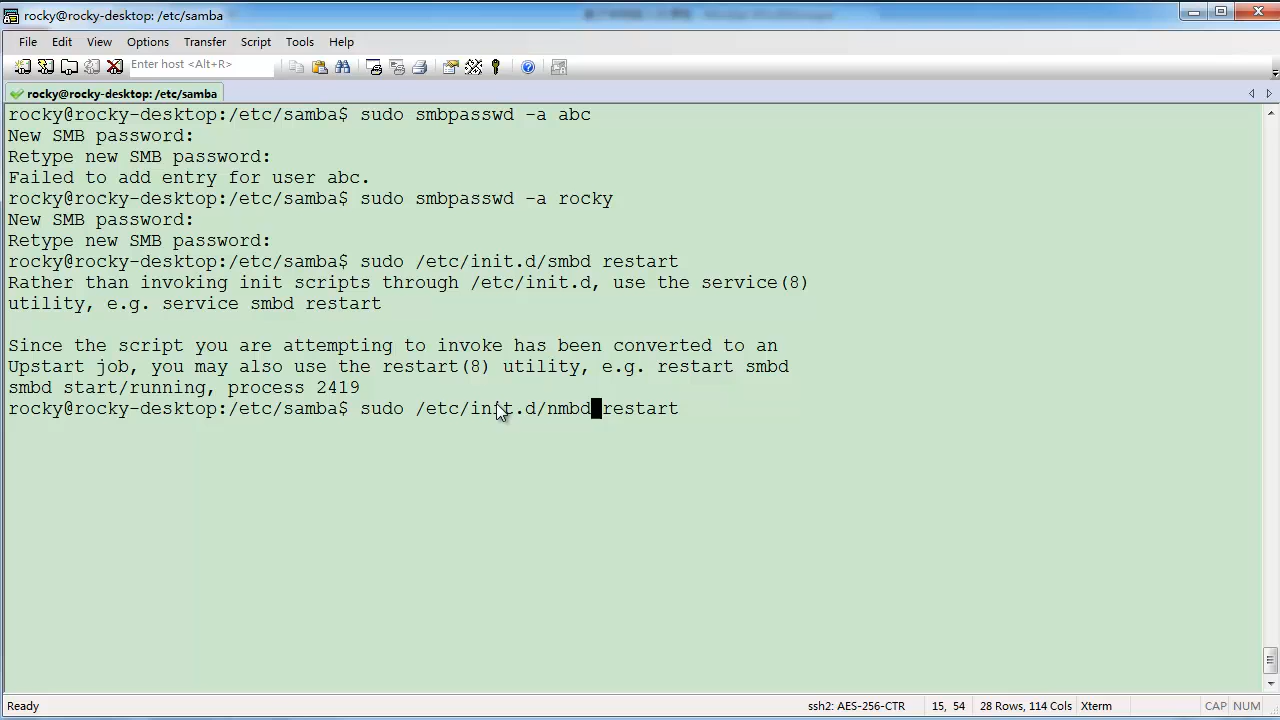 rocky@rocky-desktop: /etc/samba
File Edit View Options Transfer Script Tools Help
Enter host <Alt+R>
rocky@rocky-desktop: /etc/samba
rocky@rocky-desktop:/etc/samba$ sudo smbpasswd -a abc
New SMB password:
Retype new SMB password:
Failed to add entry for user abc.
rocky@rocky-desktop:/etc/samba$ sudo smbpasswd -a rocky
New SMB password:
Retype new SMB password:
rocky@rocky-desktop:/etc/samba$ sudo /etc/init.d/smbd restart
Rather than invoking init scripts through /etc/init.d, use the service(8)
utility, e.g. service smbd restart
Since the script you are attempting to invoke has been converted to an
Upstart job, you may also use the restart(8) utility, e.g. restart smbd
smbd start/running, process 2419
rocky@rocky-desktop:/etc/samba$ sudo /etc/init.d/nmbd restart
Ready ssh2: AES-256-CTR 15, 54 28 Rows, 114 Cols Xterm CAP NUM